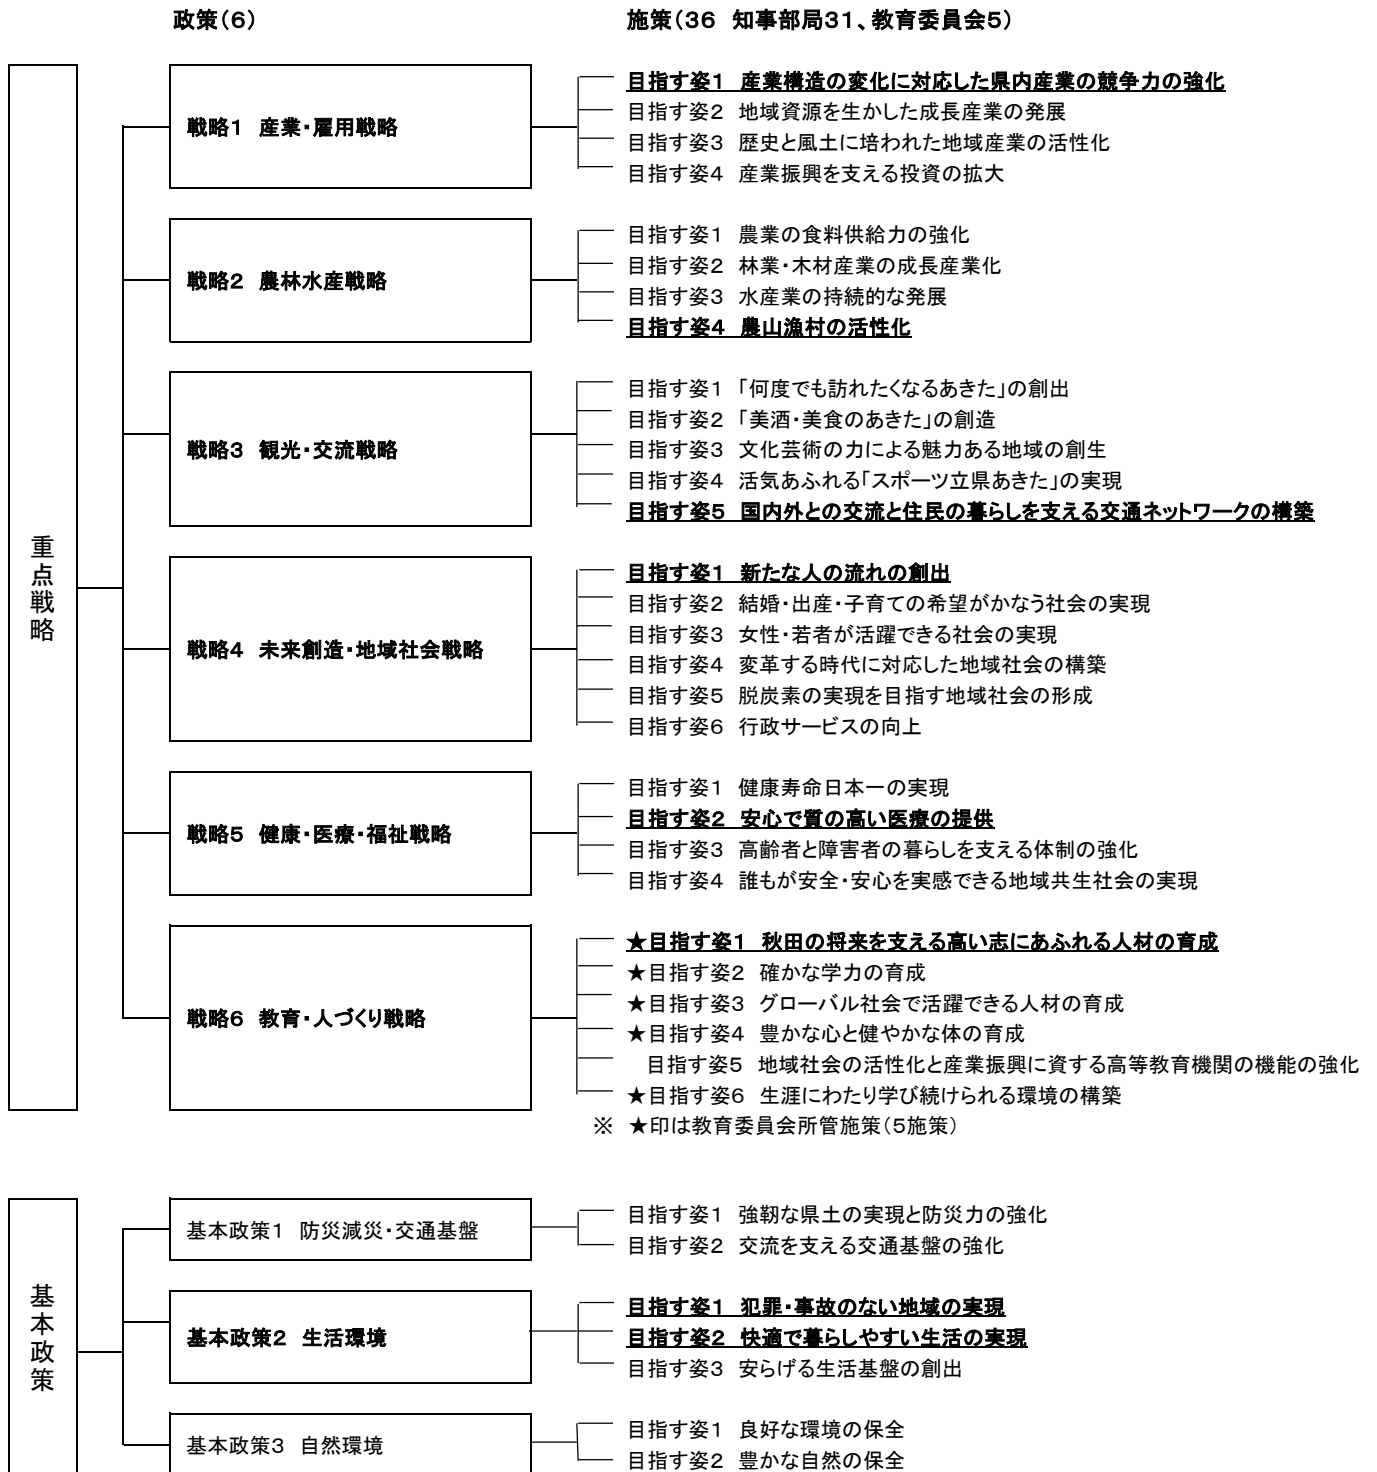 政策(6)
施策(36 知事部局31、教育委員会5)
重点戦略
戦略1 産業・雇用戦略
目指す姿1 産業構造の変化に対応した県内産業の競争力の強化
目指す姿2 地域資源を生かした成長産業の発展
目指す姿3 歴史と風土に培われた地域産業の活性化
目指す姿4 産業振興を支える投資の拡大
戦略2 農林水産戦略
目指す姿1 農業の食料供給力の強化
目指す姿2 林業・木材産業の成長産業化
目指す姿3 水産業の持続的な発展
目指す姿4 農山漁村の活性化
戦略3 観光・交流戦略
目指す姿1 「何度でも訪れたくなるあきた」の創出
目指す姿2 「美酒・美食のあきた」の創造
目指す姿3 文化芸術の力による魅力ある地域の創生
目指す姿4 活気あふれる「スポーツ立県あきた」の実現
目指す姿5 国内外との交流と住民の暮らしを支える交通ネットワークの構築
戦略4 未来創造・地域社会戦略
目指す姿1 新たな人の流れの創出
目指す姿2 結婚・出産・子育ての希望がかなう社会の実現
目指す姿3 女性・若者が活躍できる社会の実現
目指す姿4 変革する時代に対応した地域社会の構築
目指す姿5 脱炭素の実現を目指す地域社会の形成
目指す姿6 行政サービスの向上
戦略5 健康・医療・福祉戦略
目指す姿1 健康寿命日本一の実現
目指す姿2 安心で質の高い医療の提供
目指す姿3 高齢者と障害者の暮らしを支える体制の強化
目指す姿4 誰もが安全・安心を実感できる地域共生社会の実現
戦略6 教育・人づくり戦略
★目指す姿1 秋田の将来を支える高い志にあふれる人材の育成
★目指す姿2 確かな学力の育成
★目指す姿3 グローバル社会で活躍できる人材の育成
★目指す姿4 豊かな心と健やかな体の育成
目指す姿5 地域社会の活性化と産業振興に資する高等教育機関の機能の強化
★目指す姿6 生涯にわたり学び続けられる環境の構築
※ ★印は教育委員会所管施策(5施策)
基本政策
基本政策1 防災減災・交通基盤
目指す姿1 強靱な県土の実現と防災力の強化
目指す姿2 交流を支える交通基盤の強化
基本政策2 生活環境
目指す姿1 犯罪・事故のない地域の実現
目指す姿2 快適で暮らしやすい生活の実現
目指す姿3 安らげる生活基盤の創出
基本政策3 自然環境
目指す姿1 良好な環境の保全
目指す姿2 豊かな自然の保全